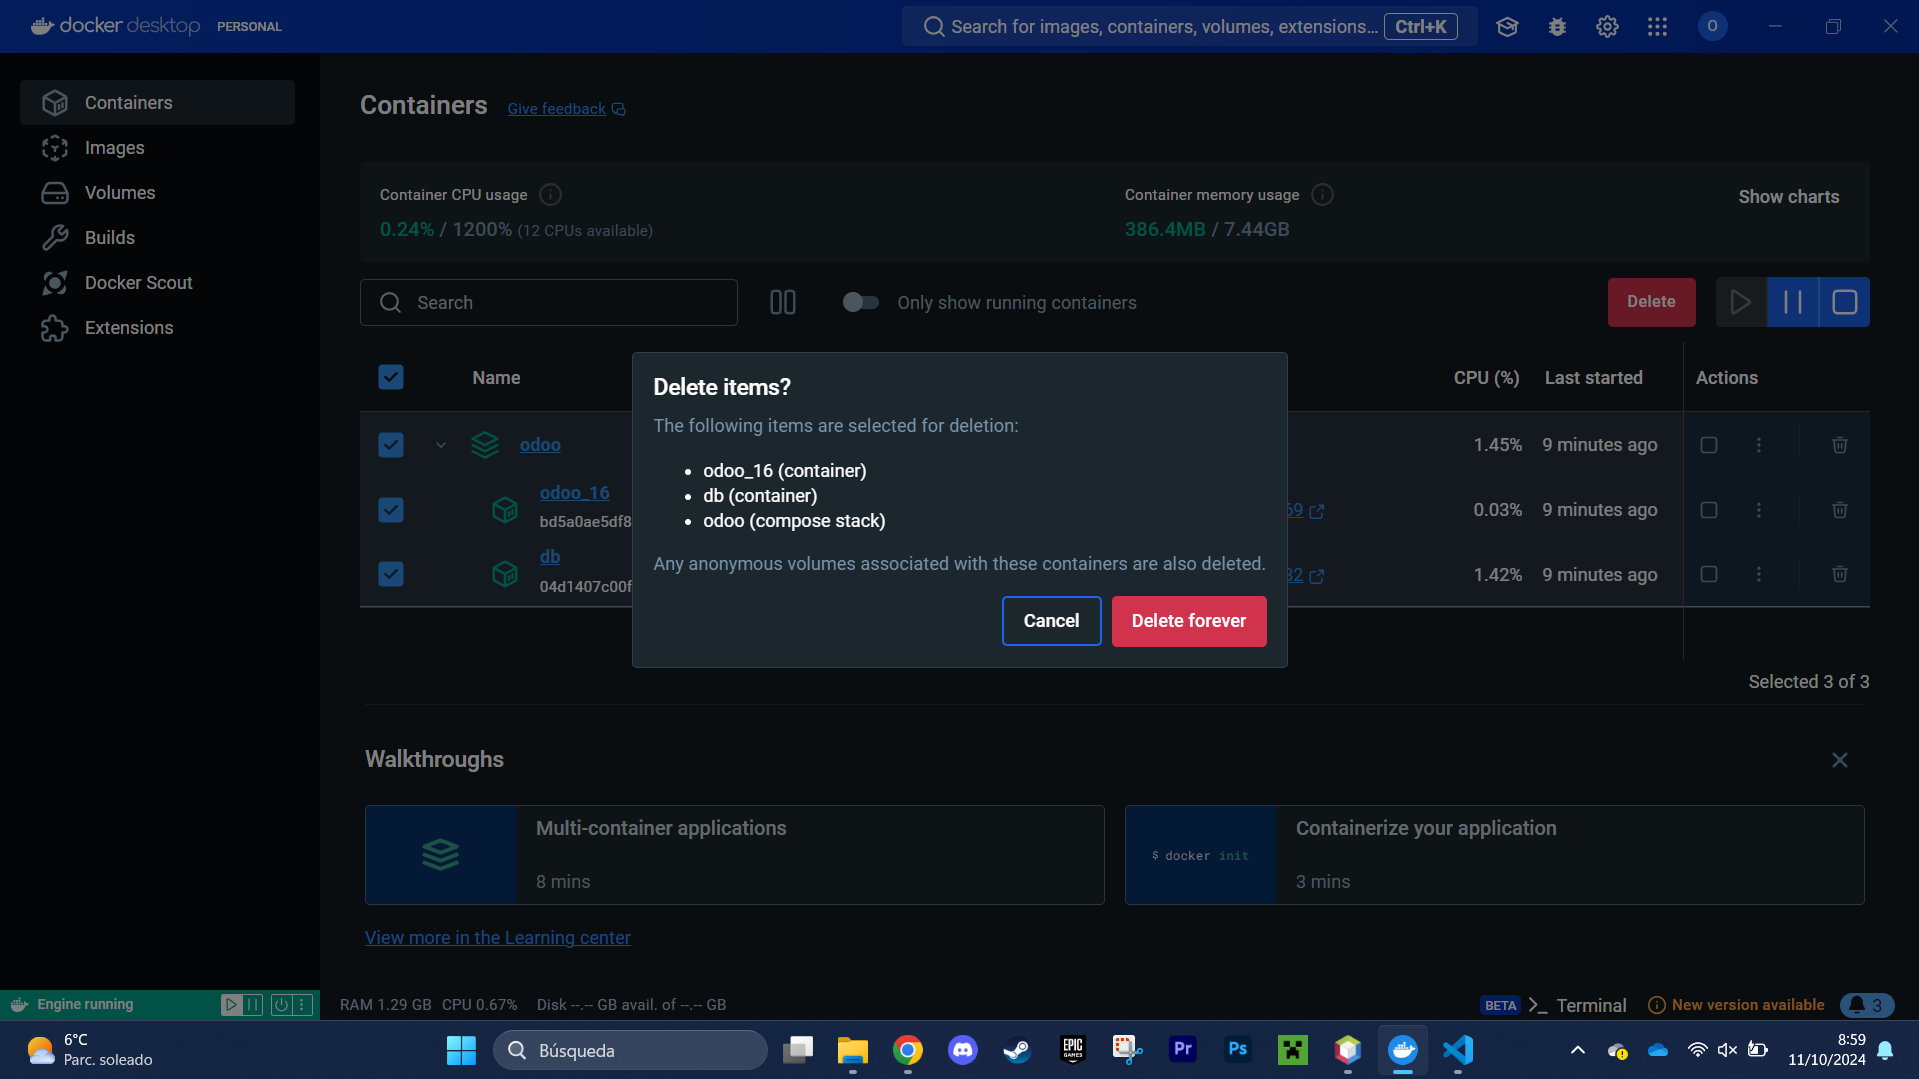 docker desktop PERSONAL
Search for images, containers, volumes, extensions... Ctrl+K
O
Containers
Images
Volumes
Builds
Docker Scout
Extensions
Containers Give feedback
Container CPU usage
0.24% / 1200% (12 CPUs available)
Container memory usage
386.4MB / 7.44GB
Show charts
Search
Only show running containers
Delete
Name CPU (%) Last started Actions
odoo 1.45% 9 minutes ago
odoo_16
bd5a0ae5df8 69 0.03% 9 minutes ago
db
04d1407c00f 32 1.42% 9 minutes ago
Delete items?
The following items are selected for deletion:
• odoo_16 (container)
• db (container)
• odoo (compose stack)
Any anonymous volumes associated with these containers are also deleted.
Cancel Delete forever
Selected 3 of 3
Walkthroughs
Multi-container applications
8 mins
$ docker init
Containerize your application
3 mins
View more in the Learning center
Engine running
RAM 1.29 GB CPU 0.67% Disk --.-- GB avail. of --.-- GB
BETA Terminal New version available 3
6°C
Parc. soleado
Búsqueda
EPIC GAMES
Pr
Ps
8:59
11/10/2024